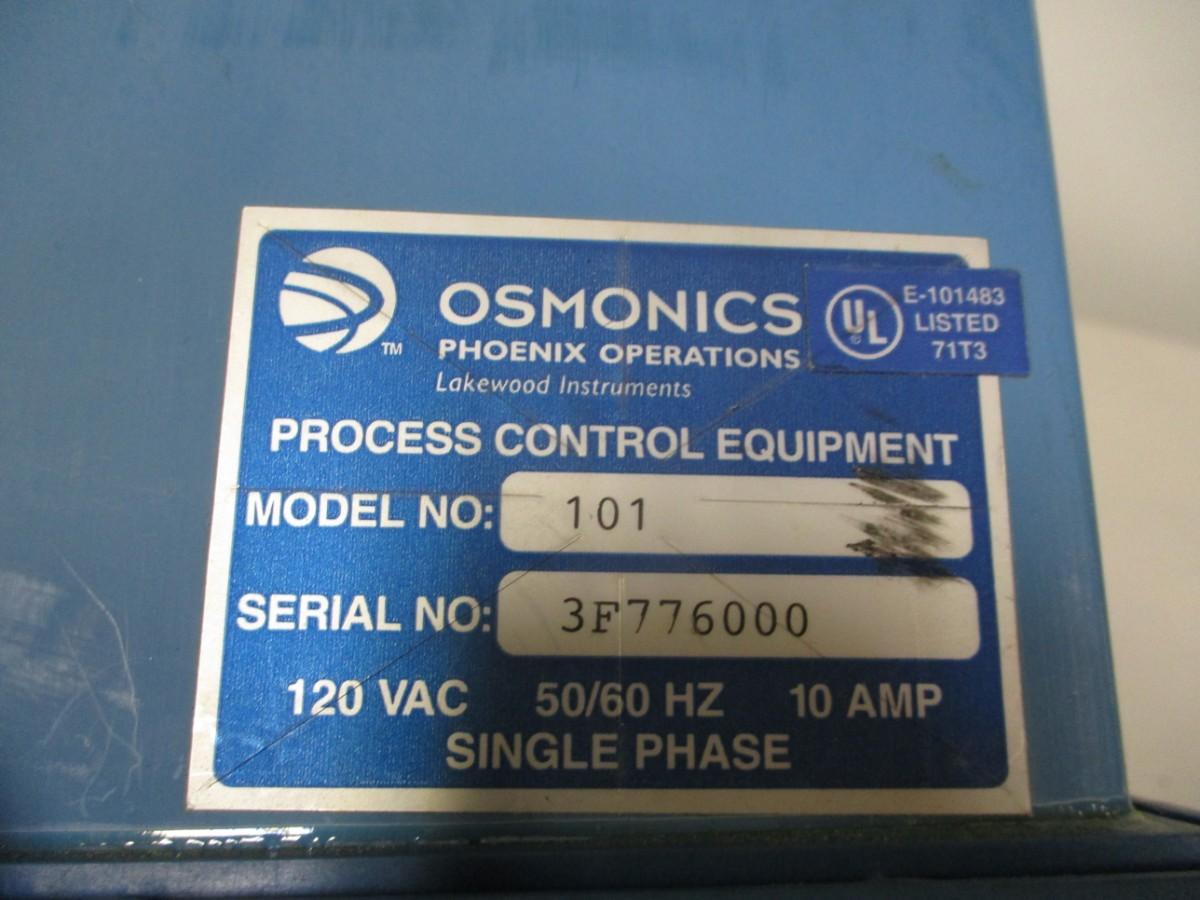 OSMONICS
PHOENIX OPERATIONS
Lakewood Instruments
TM
UL
E-101483
LISTED
71T3
PROCESS CONTROL EQUIPMENT
MODEL NO: 101
SERIAL NO: 3F776000
120 VAC 50/60 HZ 10 AMP
SINGLE PHASE